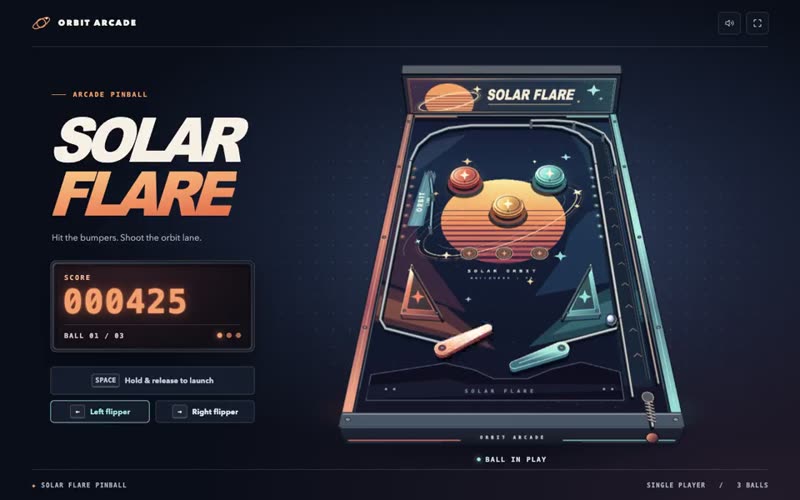 ORBIT ARCADE
ARCADE PINBALL
SOLAR
FLARE
Hit the bumpers. Shoot the orbit lane.
SCORE
000425
BALL 01 / 03
SPACE Hold & release to launch
← Left flipper
→ Right flipper
SOLAR FLARE
ORBIT
SOLAR ORBIT
SOLAR FLARE
ORBIT ARCADE
BALL IN PLAY
SOLAR FLARE PINBALL
SINGLE PLAYER / 3 BALLS